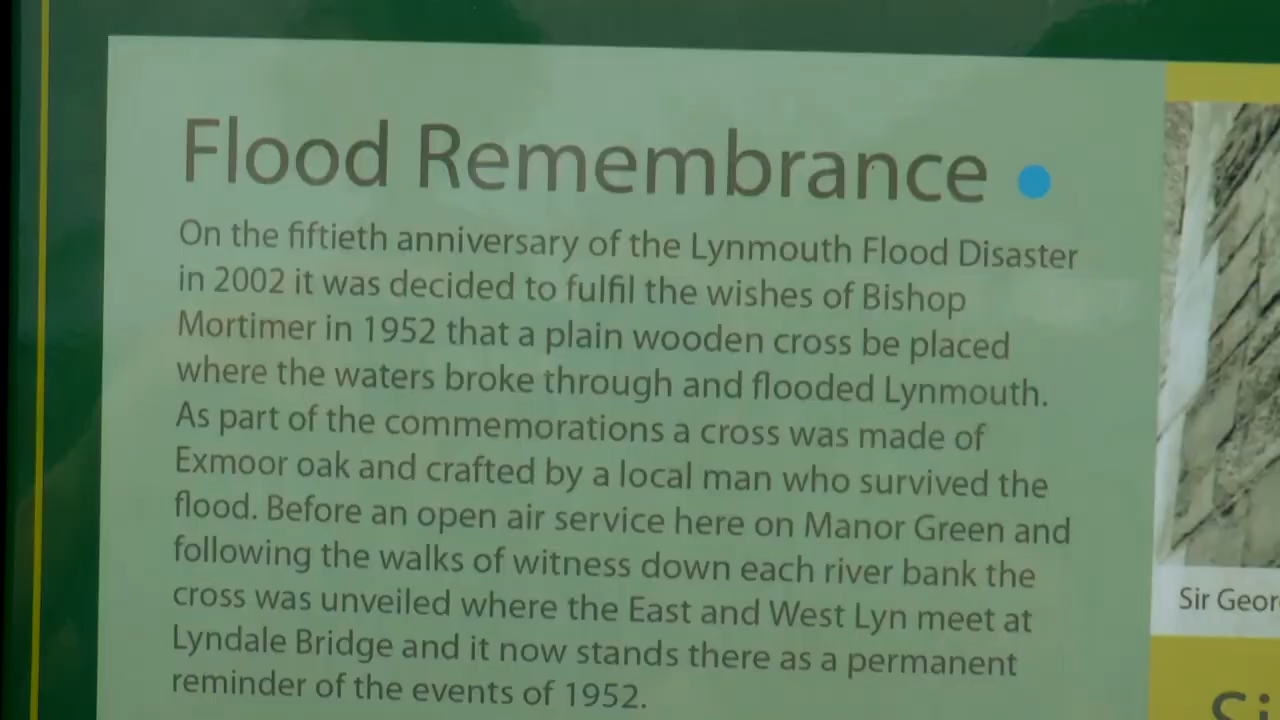 Flood Remembrance
On the fiftieth anniversary of the Lynmouth Flood Disaster
in 2002 it was decided to fulfil the wishes of Bishop
Mortimer in 1952 that a plain wooden cross be placed
where the waters broke through and flooded Lynmouth.
As part of the commemorations a cross was made of
Exmoor oak and crafted by a local man who survived the
flood. Before an open air service here on Manor Green and
following the walks of witness down each river bank the
cross was unveiled where the East and West Lyn meet at
Lyndale Bridge and it now stands there as a permanent
reminder of the events of 1952.
Sir Geor
Si